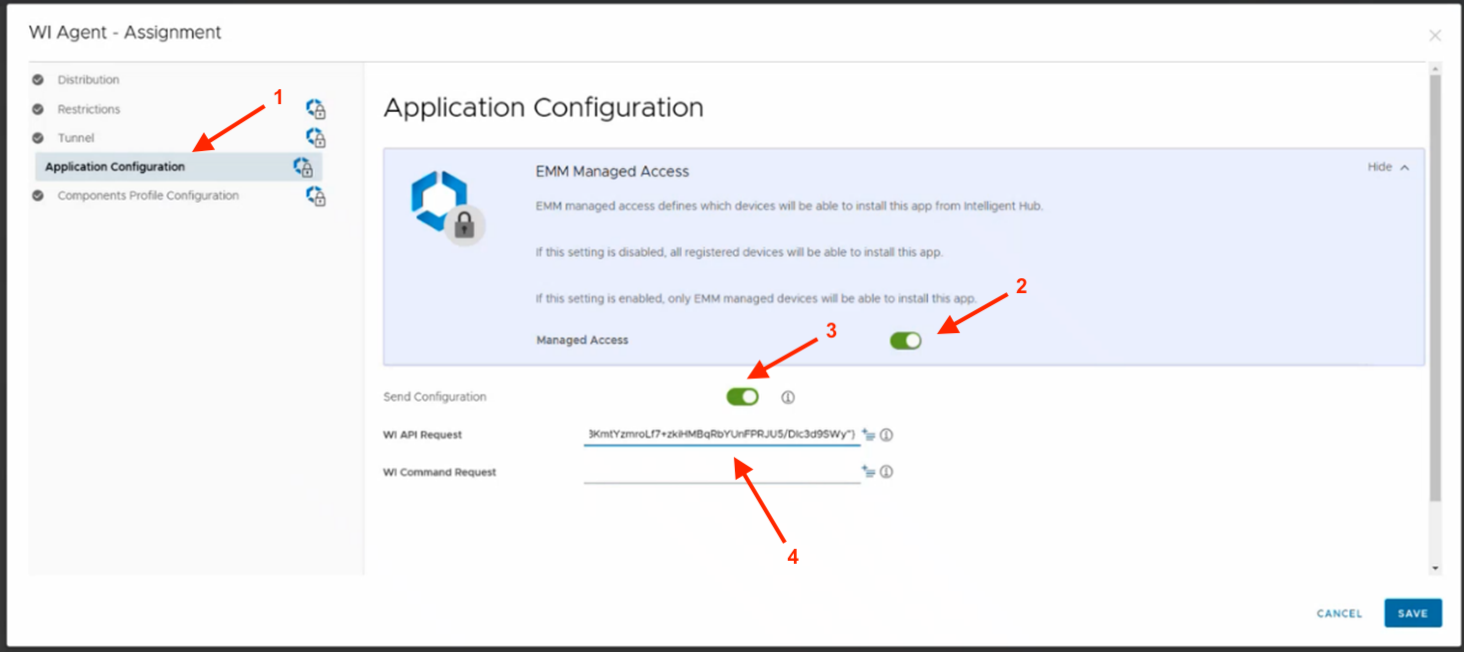 WI Agent - Assignment
Distribution
Restrictions
Tunnel
Application Configuration
Components Profile Configuration
1
Application Configuration
EMM Managed Access
Hide
EMM managed access defines which devices will be able to install this app from Intelligent Hub.
If this setting is disabled, all registered devices will be able to install this app.
If this setting is enabled, only EMM managed devices will be able to install this app.
2
Managed Access
3
Send Configuration
WI API Request
WI Command Request
4
CANCEL
SAVE